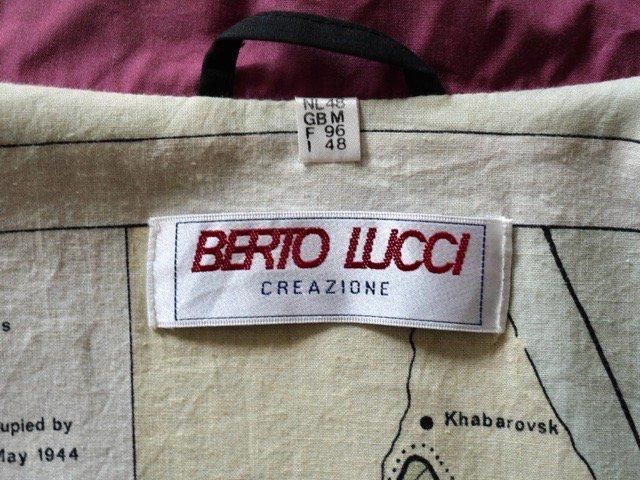 NL 48
GB M
F 96
I 48
BERTO LUCCI
CREAZIONE
s
upied by
May 1944
Khabarovsk